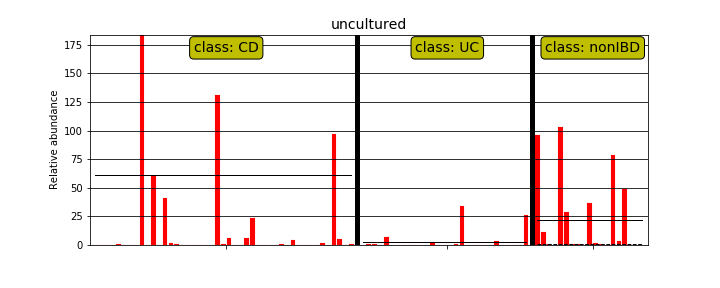 uncultured
class: CD
class: UC
class: nonIBD
Relative abundance
175
150
125
100
75
50
25
0